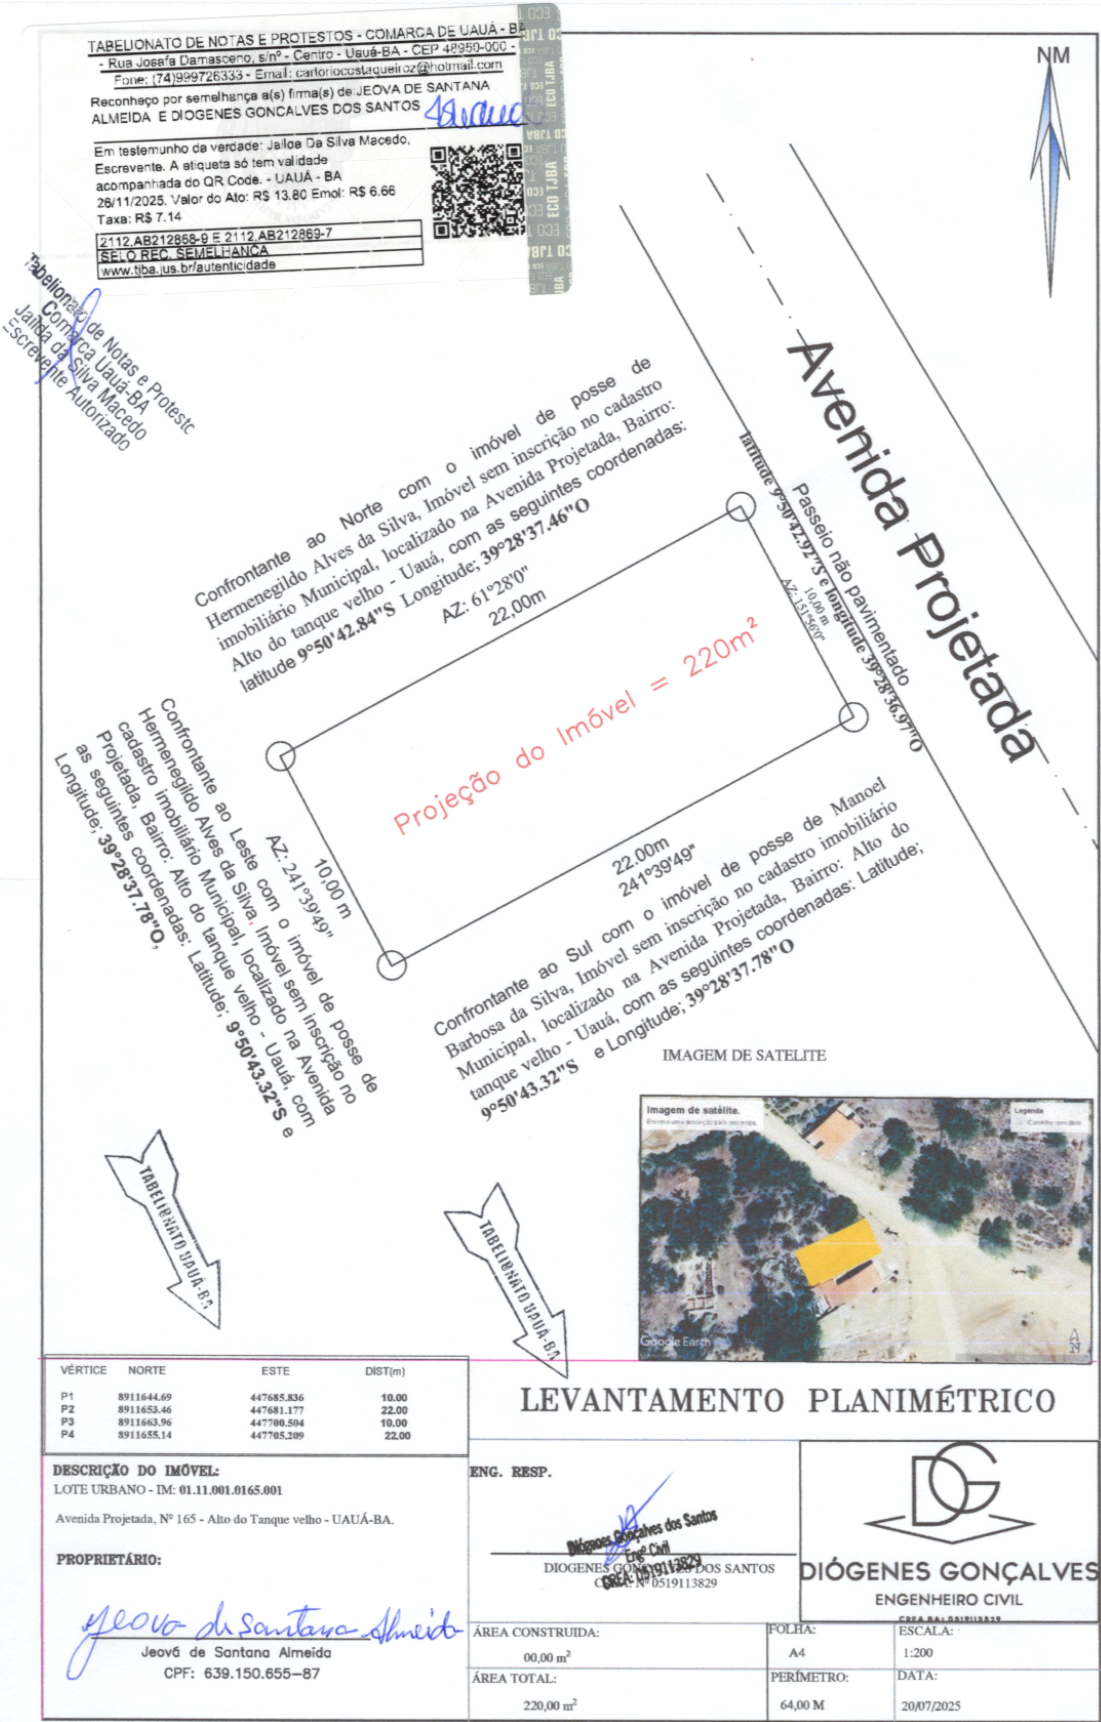 TABELIONATO DE NOTAS E PROTESTOS - COMARCA DE UAUÁ - BA
- Rua Josafa Damasceno, s/nº - Centro - Uauá-BA - CEP 48950-000 -
Fone: (74)999726333 - Email: cartoriocostaqueiroz@hotmail.com
Reconheço por semelhança a(s) firma(s) de:JEOVA DE SANTANA
ALMEIDA E DIOGENES GONCALVES DOS SANTOS
Em testemunho da verdade: Jailda Da Silva Macedo,
Escrevente. A etiqueta só tem validade
acompanhada do QR Code. - UAUÁ - BA
26/11/2025. Valor do Ato: R$ 13.80 Emol: R$ 6.66
Taxa: R$ 7.14
2112.AB212868-9 E 2112.AB212869-7
SELO REC. SEMELHANCA
www.tjba.jus.br/autenticidade
ECO TJBA
Tabelionato de Notas e Protesto
Comarca Uauá-BA
Jailda da Silva Macedo
Escrevente Autorizado
NM
Avenida Projetada
Passeio não pavimentado
latitude 9°50'42.92"S e longitude 39°28'36.97"O
10,00 m
AZ: 151°56'0"
Confrontante ao Norte com o imóvel de posse de
Hermenegildo Alves da Silva, Imóvel sem inscrição no cadastro
imobiliário Municipal, localizado na Avenida Projetada, Bairro:
Alto do tanque velho - Uauá, com as seguintes coordenadas:
latitude 9°50'42.84"S Longitude; 39°28'37.46"O
AZ: 61°28'0"
22,00m
Projeção do Imóvel = 220m²
Confrontante ao Leste com o imóvel de posse de
Hermenegildo Alves da Silva, Imóvel sem inscrição no
cadastro imobiliário Municipal, localizado na Avenida
Projetada, Bairro: Alto do tanque velho - Uauá, com
as seguintes coordenadas: Latitude; 9°50'43.32"S e
Longitude; 39°28'37.78"O,
10,00 m
AZ: 241°39'49"
22.00m
241°39'49"
Confrontante ao Sul com o imóvel de posse de Manoel
Barbosa da Silva, Imóvel sem inscrição no cadastro imobiliário
Municipal, localizado na Avenida Projetada, Bairro: Alto do
tanque velho - Uauá, com as seguintes coordenadas: Latitude;
9°50'43.32"S e Longitude; 39°28'37.78"O
IMAGEM DE SATELITE
Imagem de satélite.
Legenda
Google Earth
N
TABELIONATO UAUÁ-BA
TABELIONATO UAUÁ-BA
VÉRTICE NORTE ESTE DIST(m)
P1 8911644.69 447685.836 10.00
P2 8911653.46 447681.177 22.00
P3 8911663.96 447700.504 10.00
P4 8911655.14 447705.209 22.00
LEVANTAMENTO PLANIMÉTRICO
DESCRIÇÃO DO IMÓVEL:
LOTE URBANO - IM: 01.11.001.0165.001
Avenida Projetada, Nº 165 - Alto do Tanque velho - UAUÁ-BA.
PROPRIETÁRIO:
Jeova de Santana Almeida
Jeová de Santana Almeida
CPF: 639.150.655-87
ENG. RESP.
Diógenes Gonçalves dos Santos
Engº Civil
CREA: 0519113829
DIOGENES GONÇALVES DOS SANTOS
CREA: Nº 0519113829
DG
DIÓGENES GONÇALVES
ENGENHEIRO CIVIL
CREA BA: 0519113829
ÁREA CONSTRUIDA:
00,00 m²
FOLHA:
A4
ESCALA:
1:200
ÁREA TOTAL:
220,00 m²
PERÍMETRO:
64,00 M
DATA:
20/07/2025